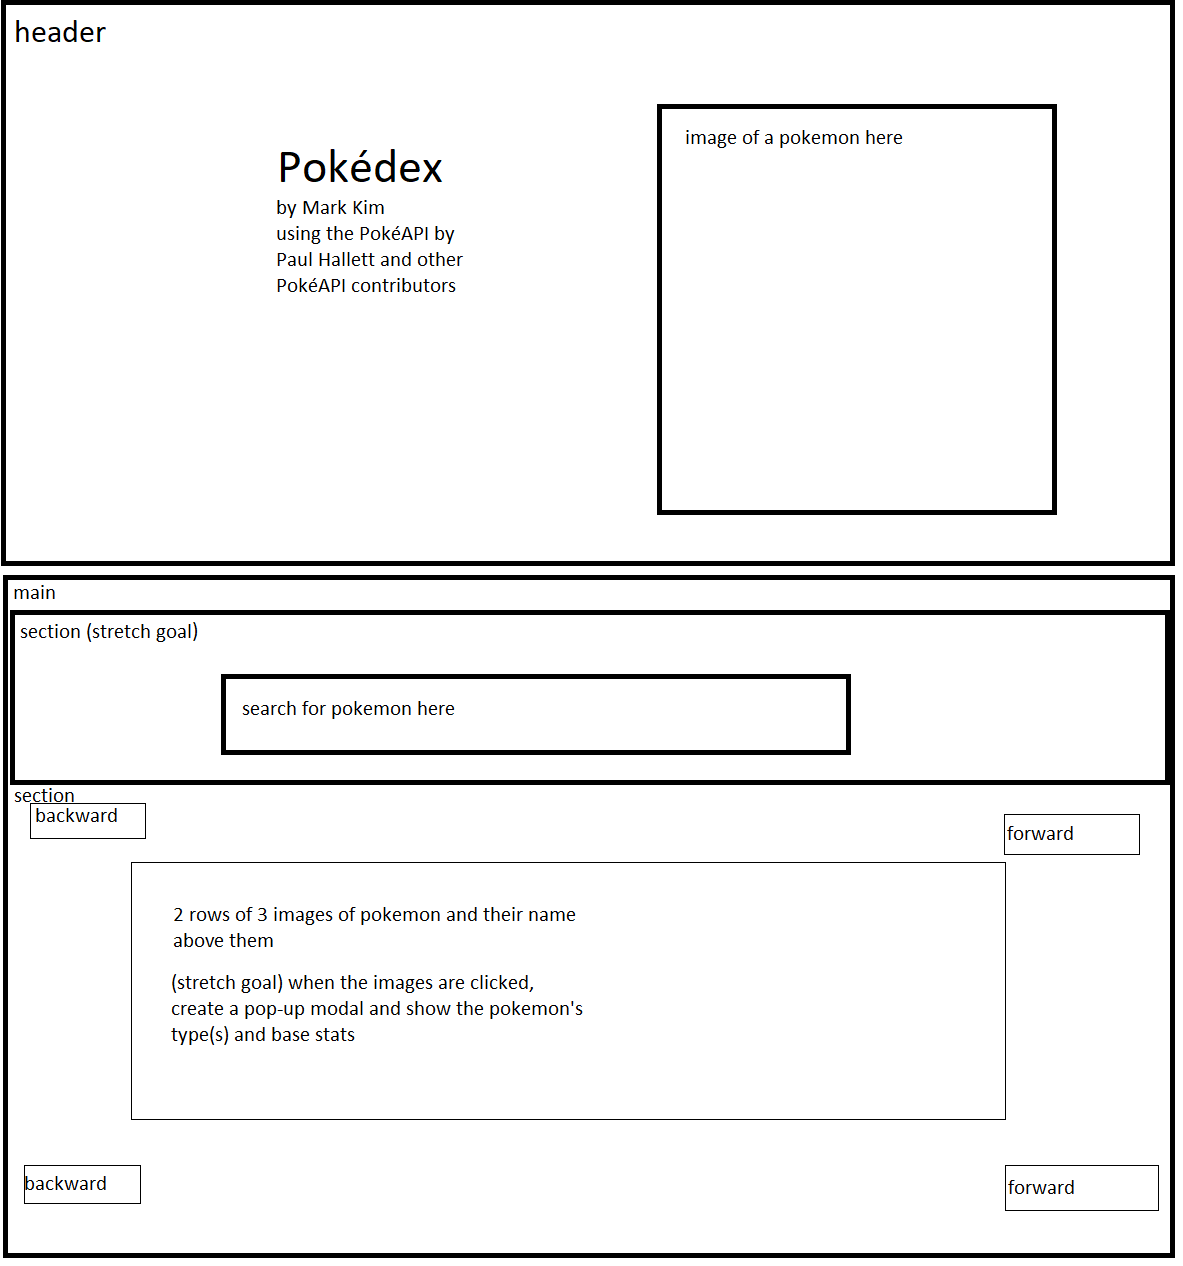 header
image of a pokemon here
Pokédex
by Mark Kim
using the PokéAPI by
Paul Hallett and other
PokéAPI contributors
main
section (stretch goal)
search for pokemon here
section
backward
forward
2 rows of 3 images of pokemon and their name
above them
(stretch goal) when the images are clicked,
create a pop-up modal and show the pokemon's
type(s) and base stats
backward
forward